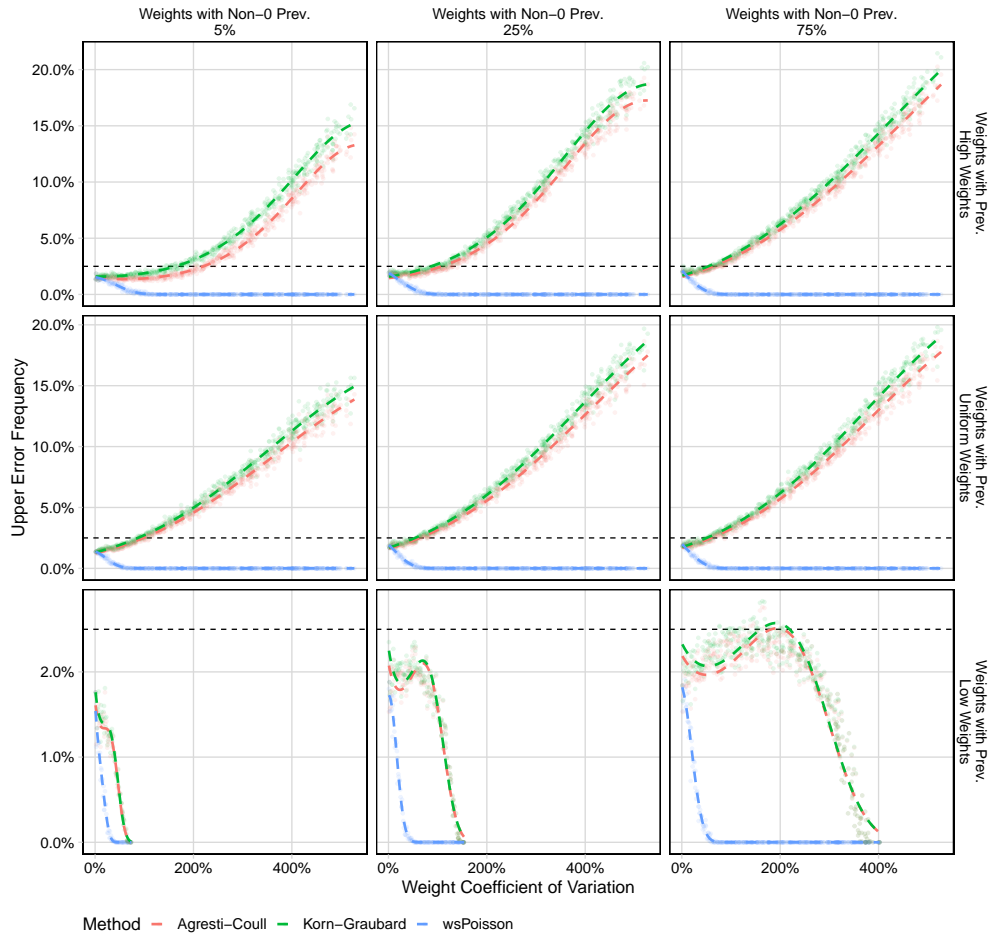 Weights with Non−0 Prev.
5%
Weights with Non−0 Prev.
25%
Weights with Non−0 Prev.
75%
20.0%
15.0%
10.0%
5.0%
0.0%
Weights with Prev.
High Weights
20.0%
15.0%
10.0%
5.0%
0.0%
Weights with Prev.
Uniform Weights
Upper Error Frequency
2.0%
1.0%
0.0%
Weights with Prev.
Low Weights
0% 200% 400% 0% 200% 400% 0% 200% 400%
Weight Coefficient of Variation
Method Agresti−Coull Korn−Graubard wsPoisson